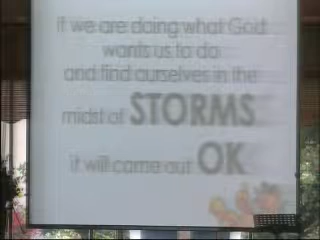 If we are doing what God
wants us to do
and find ourselves in the
midst of STORMS
it will come out OK